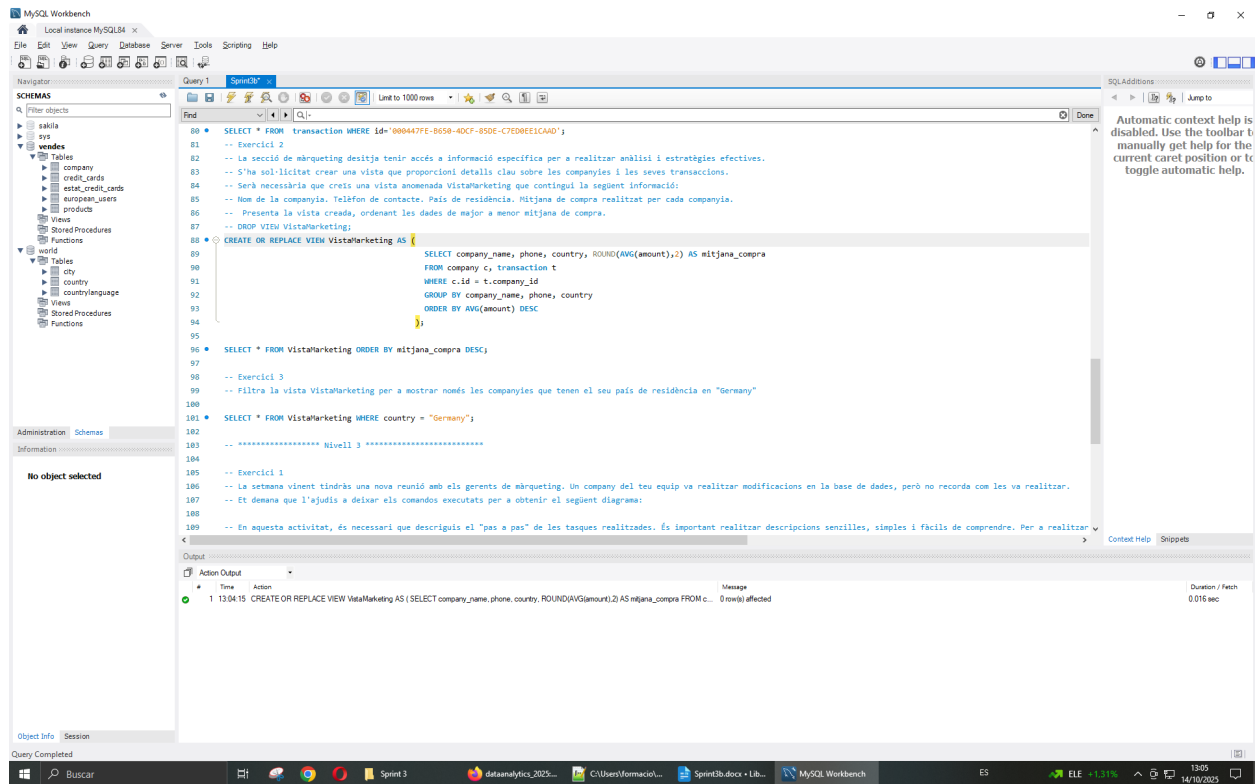 MySQL Workbench
Local instance MySQL84
File Edit View Query Database Server Tools Scripting Help
Navigator
SCHEMAS
Filter objects
sakila
sys
vendes
Tables
company
credit_cards
estat_credit_cards
european_users
products
Views
Stored Procedures
Functions
world
Tables
city
country
countrylanguage
Views
Stored Procedures
Functions
Administration Schemas
Information
No object selected
Object Info Session
Query 1 Sprint3b*
Limit to 1000 rows
Find Done
80 SELECT * FROM transaction WHERE id='000447FE-B650-4DCF-85DE-C7ED0EE1CAAD';
81 -- Exercici 2
82 -- La secció de màrqueting desitja tenir accés a informació específica per a realitzar anàlisi i estratègies efectives.
83 -- S'ha sol·licitat crear una vista que proporcioni detalls clau sobre les companyies i les seves transaccions.
84 -- Serà necessària que creïs una vista anomenada VistaMarketing que contingui la següent informació:
85 -- Nom de la companyia. Telèfon de contacte. País de residència. Mitjana de compra realitzat per cada companyia.
86 -- Presenta la vista creada, ordenant les dades de major a menor mitjana de compra.
87 -- DROP VIEW VistaMarketing;
88 CREATE OR REPLACE VIEW VistaMarketing AS (
89 SELECT company_name, phone, country, ROUND(AVG(amount),2) AS mitjana_compra
90 FROM company c, transaction t
91 WHERE c.id = t.company_id
92 GROUP BY company_name, phone, country
93 ORDER BY AVG(amount) DESC
94 );
95
96 SELECT * FROM VistaMarketing ORDER BY mitjana_compra DESC;
97
98 -- Exercici 3
99 -- Filtra la vista VistaMarketing per a mostrar només les companyies que tenen el seu país de residència en "Germany"
100
101 SELECT * FROM VistaMarketing WHERE country = "Germany";
102
103 -- ****************** Nivell 3 **************************
104
105 -- Exercici 1
106 -- La setmana vinent tindràs una nova reunió amb els gerents de màrqueting. Un company del teu equip va realitzar modificacions en la base de dades, però no recorda com les va realitzar.
107 -- Et demana que l'ajudis a deixar els comandos executats per a obtenir el següent diagrama:
108
109 -- En aquesta activitat, és necessari que descriguis el "pas a pas" de les tasques realitzades. És important realitzar descripcions senzilles, simples i fàcils de comprendre. Per a realitzar
SQLAdditions
Jump to
Automatic context help is
disabled. Use the toolbar to
manually get help for the
current caret position or to
toggle automatic help.
Context Help Snippets
Output
Action Output
# Time Action Message Duration / Fetch
1 13:04:15 CREATE OR REPLACE VIEW VistaMarketing AS ( SELECT company_name, phone, country, ROUND(AVG(amount),2) AS mitjana_compra FROM c... 0 row(s) affected 0.016 sec
Query Completed
Buscar
Sprint 3
dataanalytics_2025:...
C:\Users\formacio\...
Sprint3b.docx • Lib...
MySQL Workbench
ES
ELE +1,31%
13:05
14/10/2025